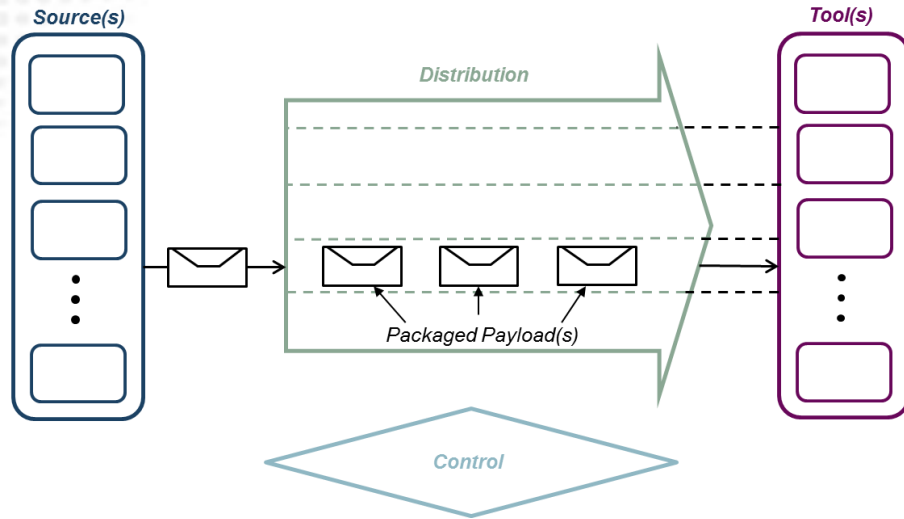 Source(s)
Tool(s)
Distribution
Packaged Payload(s)
Control